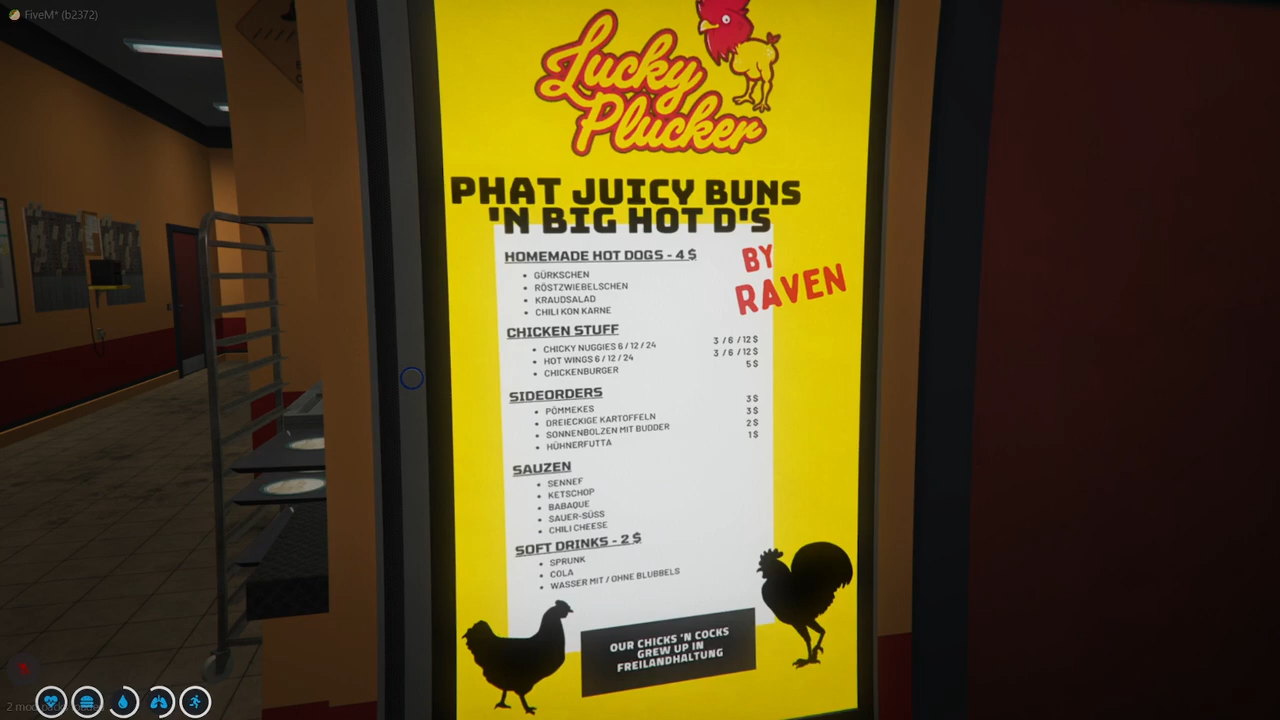 FiveM* (b2372)
Lucky
Plucker
PHAT JUICY BUNS
'N BIG HOT D'S
BY
RAVEN
HOMEMADE HOT DOGS - 4 $
• GÜRKSCHEN
• RÖSTZWIEBELSCHEN
• KRAUDSALAD
• CHILI KON KARNE
CHICKEN STUFF
• CHICKY NUGGIES 6 / 12 / 24 3 / 6 / 12 $
• HOT WINGS 6 / 12 / 24 3 / 6 / 12 $
• CHICKENBURGER 5 $
SIDEORDERS
• PÖMMEKES 3 $
• DREIECKIGE KARTOFFELN 3 $
• SONNENBOLZEN MIT BUDDER 2 $
• HÜHNERFUTTA 1 $
SAUZEN
• SENNEF
• KETSCHOP
• BABAQUE
• SAUER-SÜSS
• CHILI CHEESE
SOFT DRINKS - 2 $
• SPRUNK
• COLA
• WASSER MIT / OHNE BLUBBELS
OUR CHICKS 'N COCKS
GREW UP IN
FREILANDHALTUNG